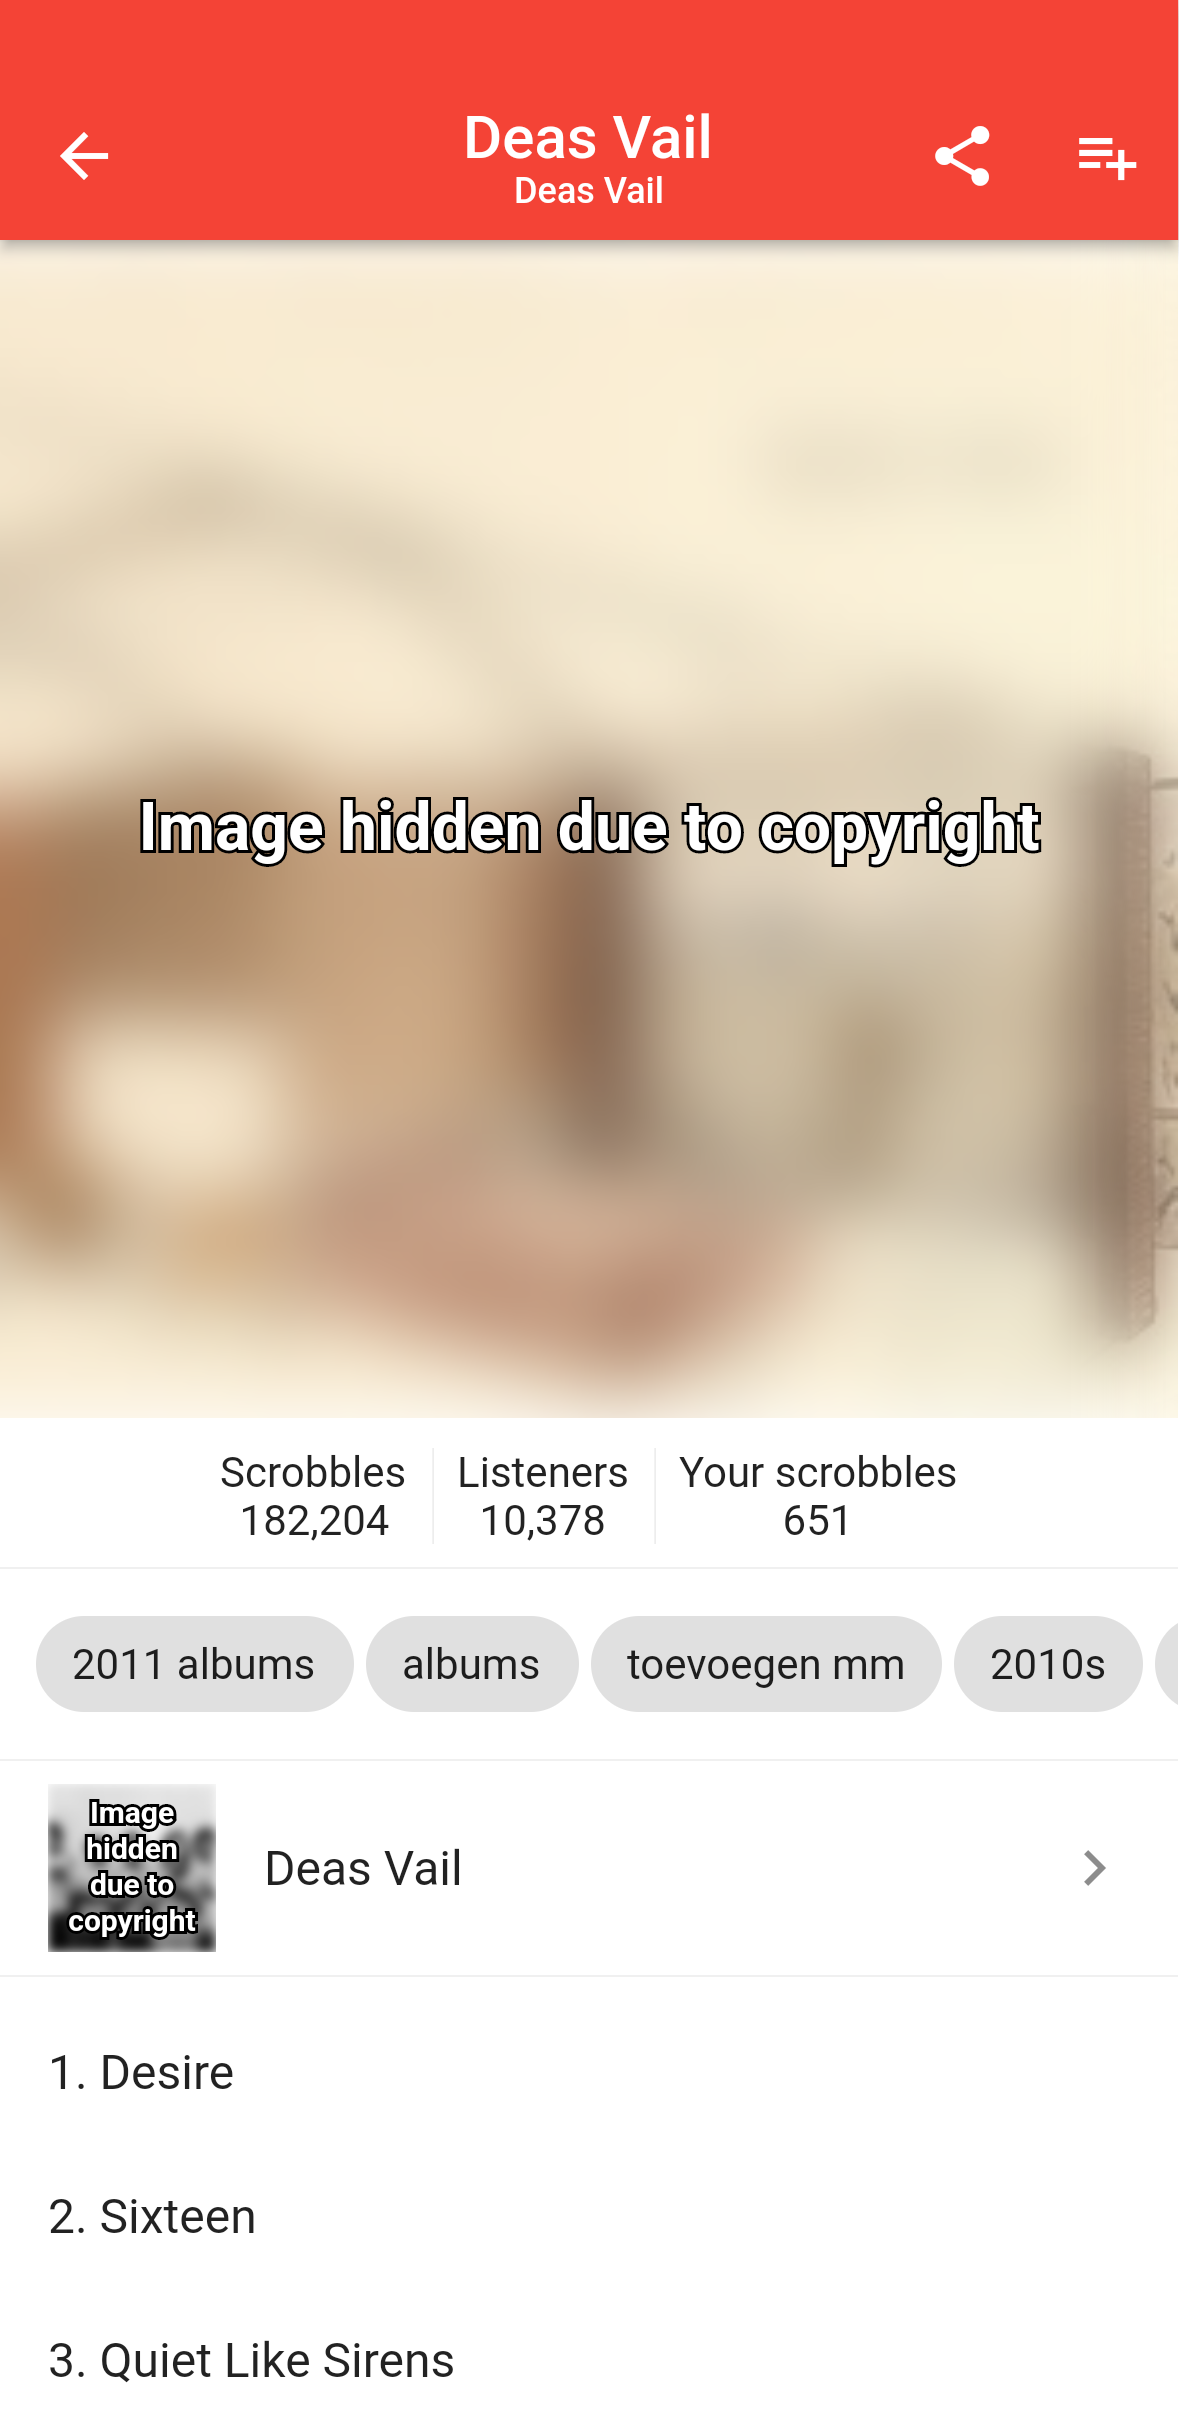 Deas Vail
Deas Vail
Image hidden due to copyright
Scrobbles
182,204
Listeners
10,378
Your scrobbles
651
2011 albums
albums
toevoegen mm
2010s
Image
hidden
due to
copyright
Deas Vail
1. Desire
2. Sixteen
3. Quiet Like Sirens